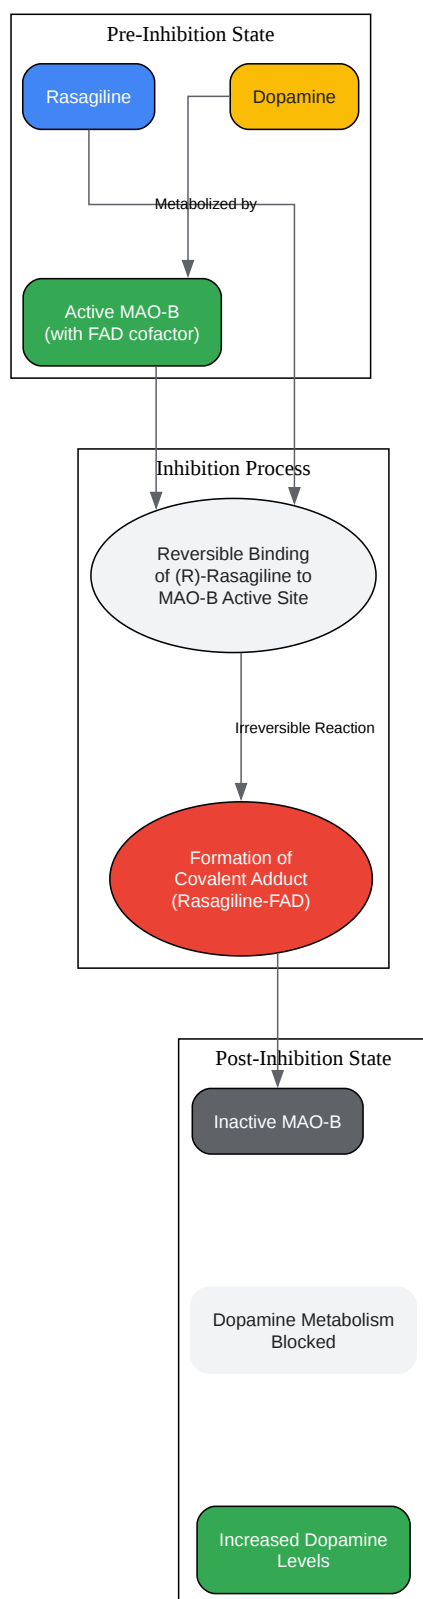 Pre-Inhibition State
Rasagiline
Dopamine
Metabolized by
Active MAO-B
(with FAD cofactor)
Inhibition Process
Reversible Binding
of (R)-Rasagiline to
MAO-B Active Site
Irreversible Reaction
Formation of
Covalent Adduct
(Rasagiline-FAD)
Post-Inhibition State
Inactive MAO-B
Dopamine Metabolism
Blocked
Increased Dopamine
Levels